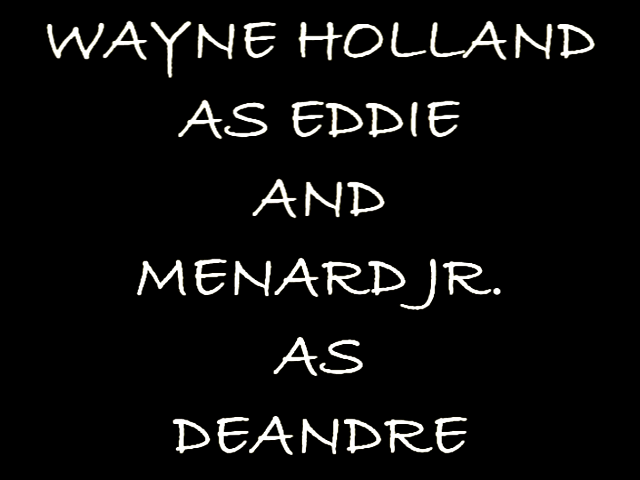 WAYNE HOLLAND
AS EDDIE
AND
MENARD JR.
AS
DEANDRE